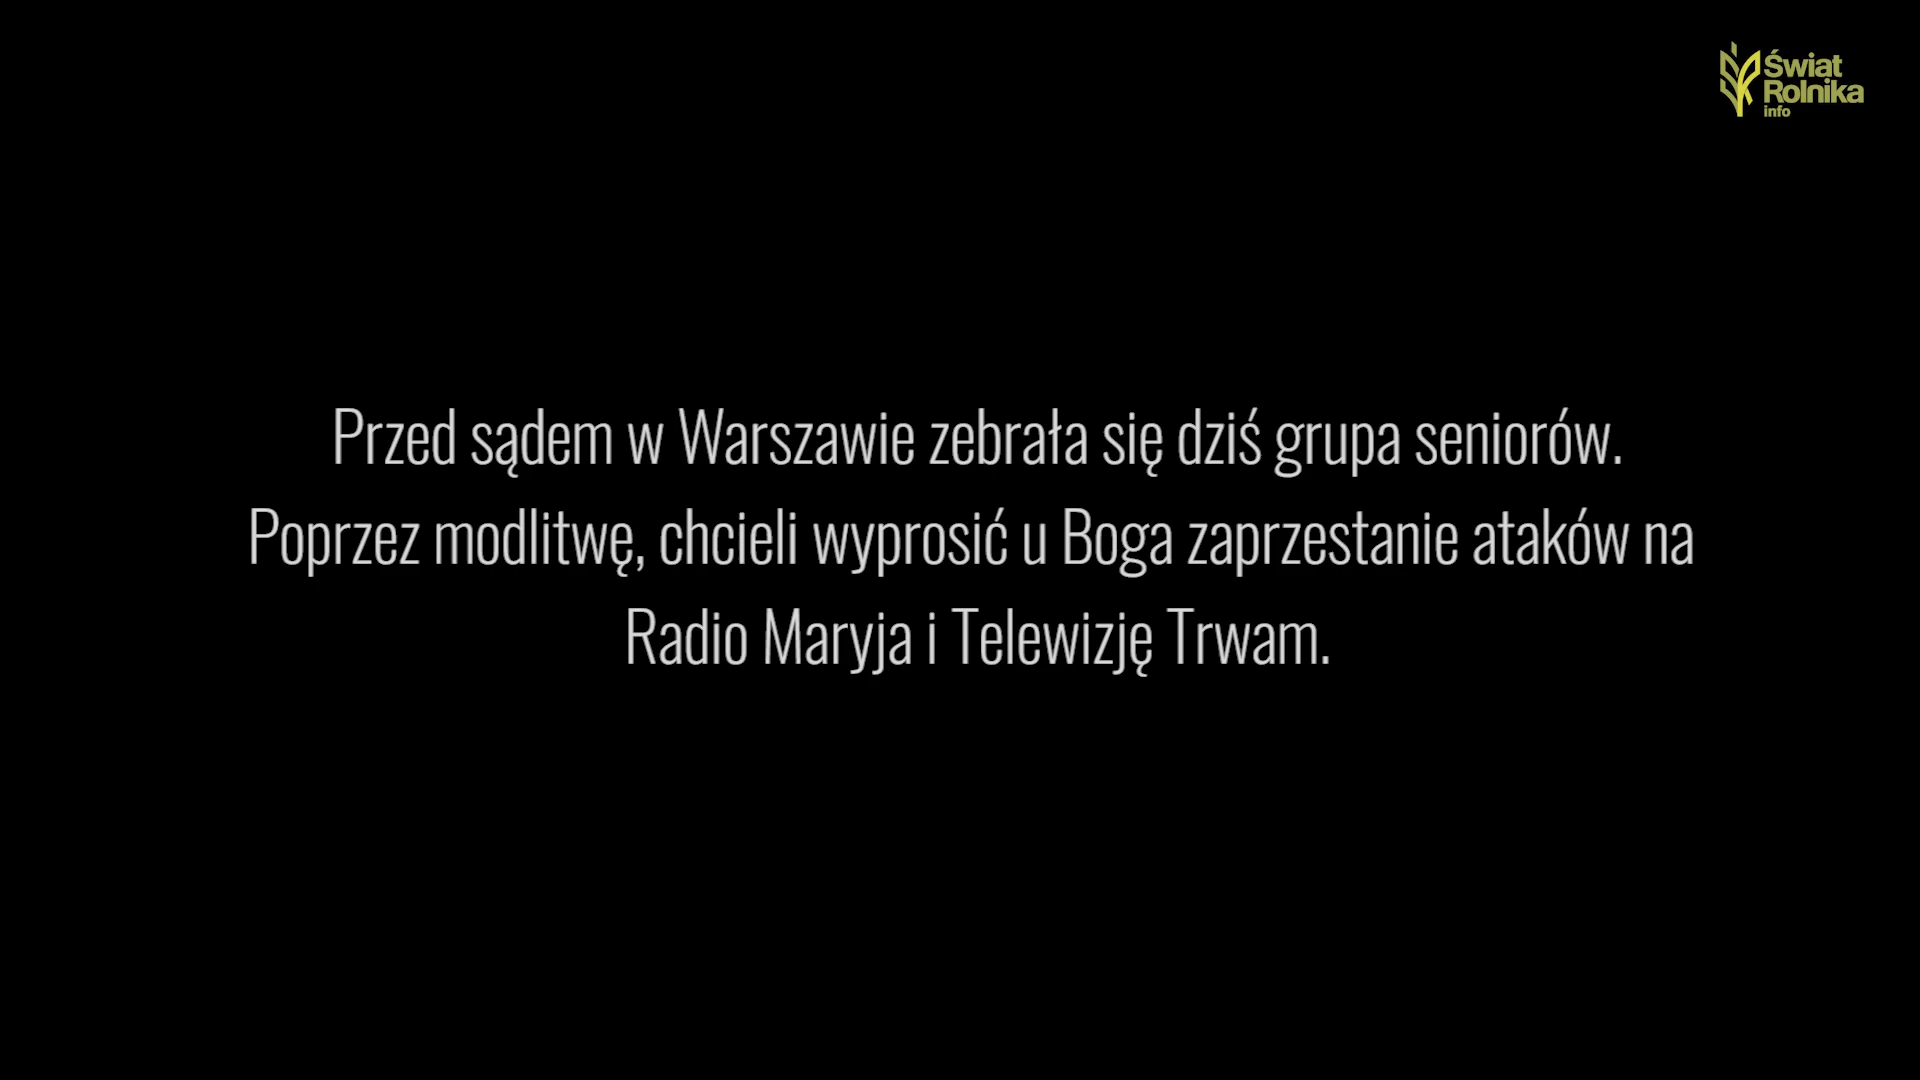 Świat
Rolnika
info
Przed sądem w Warszawie zebrała się dziś grupa seniorów.
Poprzez modlitwę, chcieli wyprosić u Boga zaprzestanie ataków na
Radio Maryja i Telewizję Trwam.